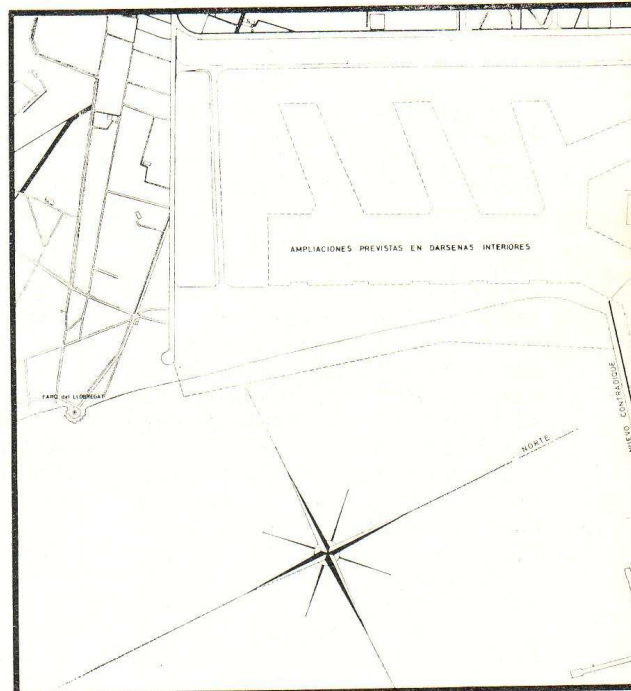 AMPLIACIONES PREVISTAS EN DARSENAS INTERIORES
FARO del LLOBREGAT
NUEVO CONTRADIQUE
NORTE